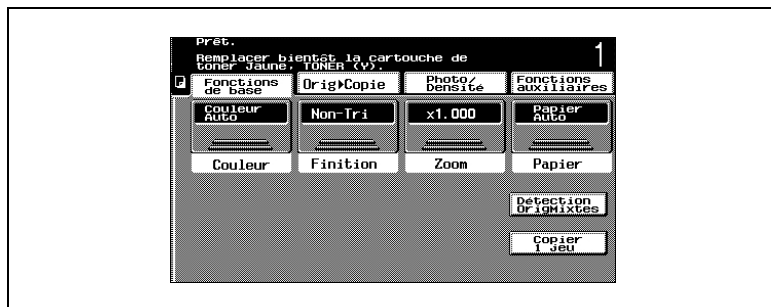 Prêt.
Remplacer bientôt la cartouche de
toner Jaune. TONER (Y).
1
Fonctions
de base
Orig▶Copie
Photo/
Densité
Fonctions
auxiliaires
Couleur
Auto
Non-Tri
x1.000
Papier
Auto
Couleur
Finition
Zoom
Papier
Détection
OrigMixtes
Copier
1 jeu